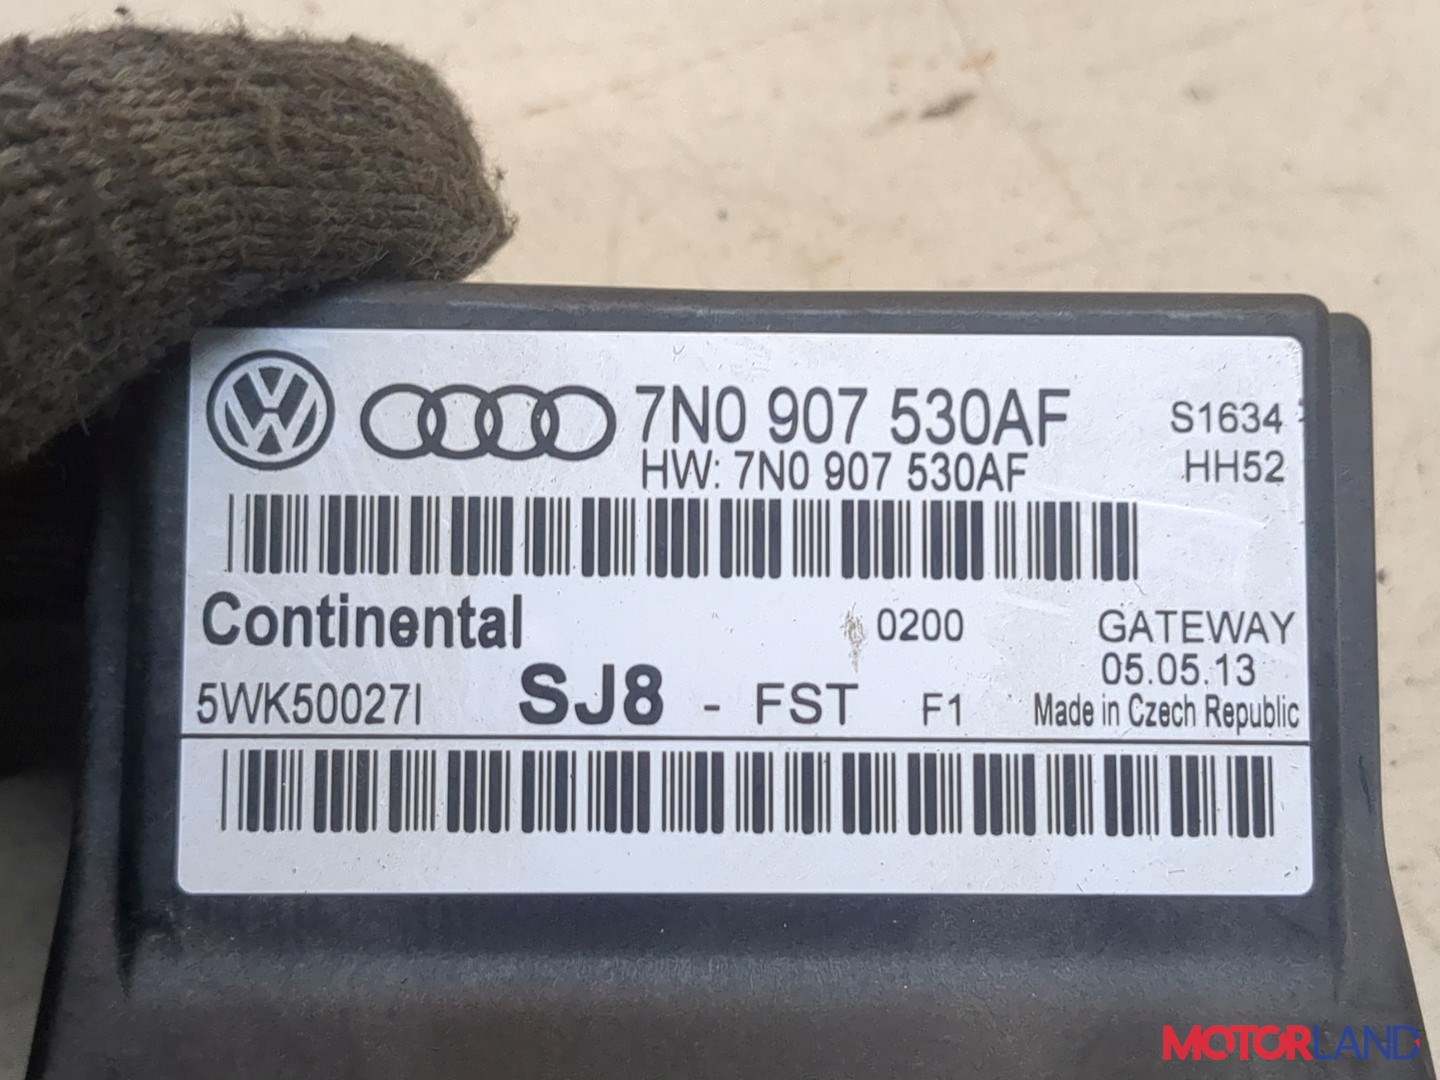 7N0 907 530AF
S1634
HW: 7N0 907 530AF
HH52
Continental
0200
GATEWAY
05.05.13
5WK50027I
SJ8 - FST F1
Made in Czech Republic
MOTORLAND